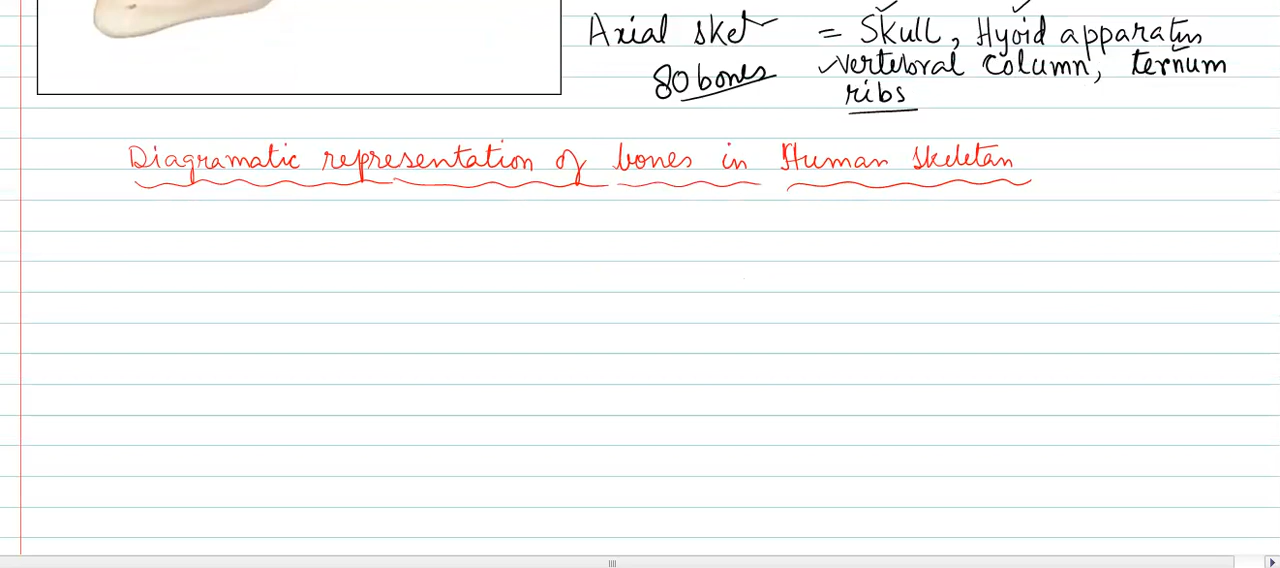 Axial sket = Skull, Hyoid apparatus
80 bones vertebral column, ternum
ribs
Diagramatic representation of bones in Human skeletan